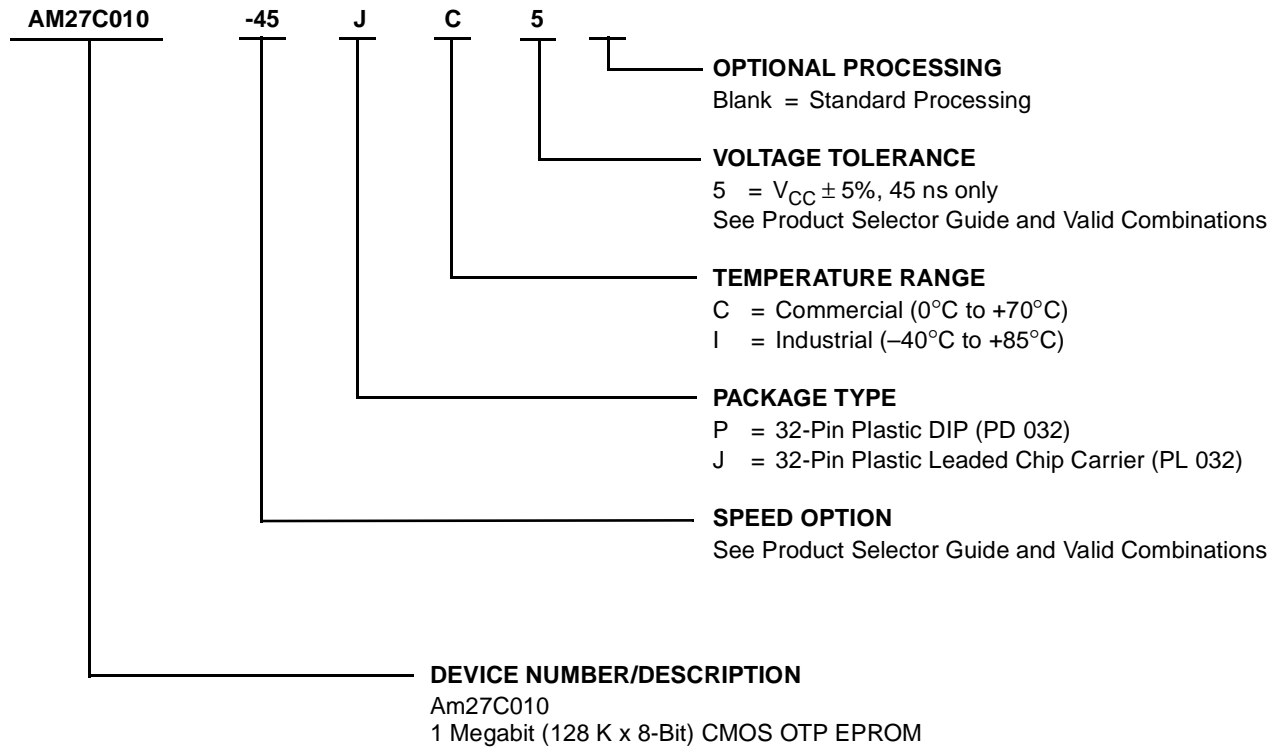 AM27C010 -45 J C 5
OPTIONAL PROCESSING
Blank = Standard Processing
VOLTAGE TOLERANCE
5 = VCC ± 5%, 45 ns only
See Product Selector Guide and Valid Combinations
TEMPERATURE RANGE
C = Commercial (0°C to +70°C)
I = Industrial (–40°C to +85°C)
PACKAGE TYPE
P = 32-Pin Plastic DIP (PD 032)
J = 32-Pin Plastic Leaded Chip Carrier (PL 032)
SPEED OPTION
See Product Selector Guide and Valid Combinations
DEVICE NUMBER/DESCRIPTION
Am27C010
1 Megabit (128 K x 8-Bit) CMOS OTP EPROM